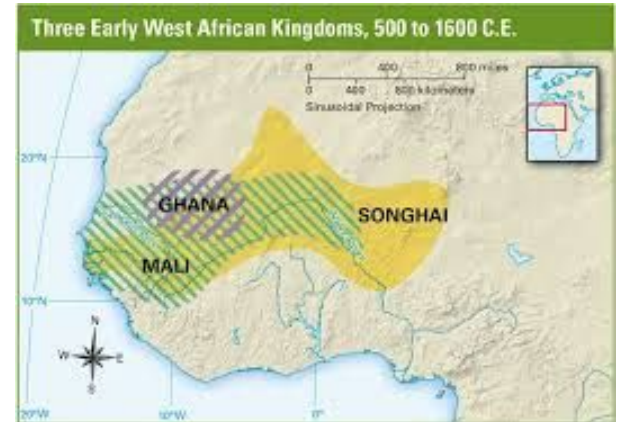 Three Early West African Kingdoms, 500 to 1600 C.E.
0 400 800 miles
0 400 800 kilometers
Sinusoidal Projection
20°N
GHANA
SONGHAI
MALI
10°N
N
W E
S
20°W 10°W 0°